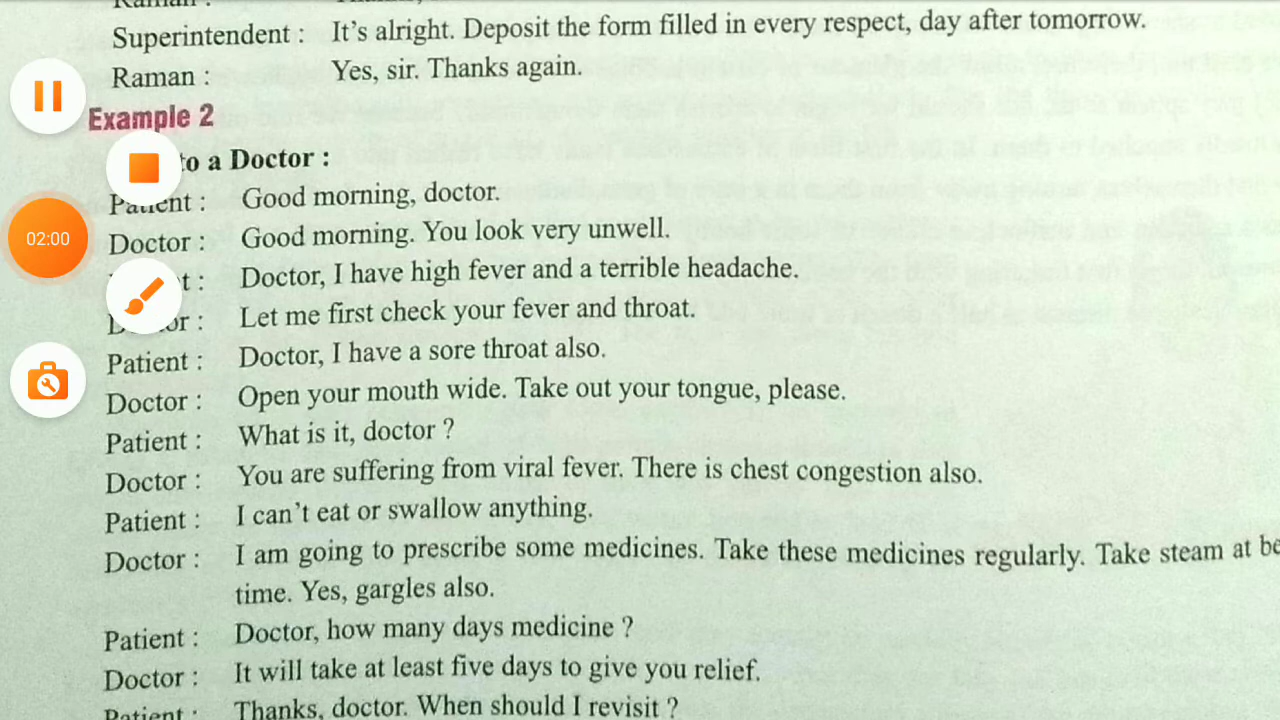 Superintendent : It's alright. Deposit the form filled in every respect, day after tomorrow.
Raman : Yes, sir. Thanks again.
Example 2
to a Doctor :
Patient : Good morning, doctor.
Doctor : Good morning. You look very unwell.
t : Doctor, I have high fever and a terrible headache.
or : Let me first check your fever and throat.
Patient : Doctor, I have a sore throat also.
Doctor : Open your mouth wide. Take out your tongue, please.
Patient : What is it, doctor ?
Doctor : You are suffering from viral fever. There is chest congestion also.
Patient : I can't eat or swallow anything.
Doctor : I am going to prescribe some medicines. Take these medicines regularly. Take steam at be
time. Yes, gargles also.
Patient : Doctor, how many days medicine ?
Doctor : It will take at least five days to give you relief.
Patient : Thanks, doctor. When should I revisit ?
02:00